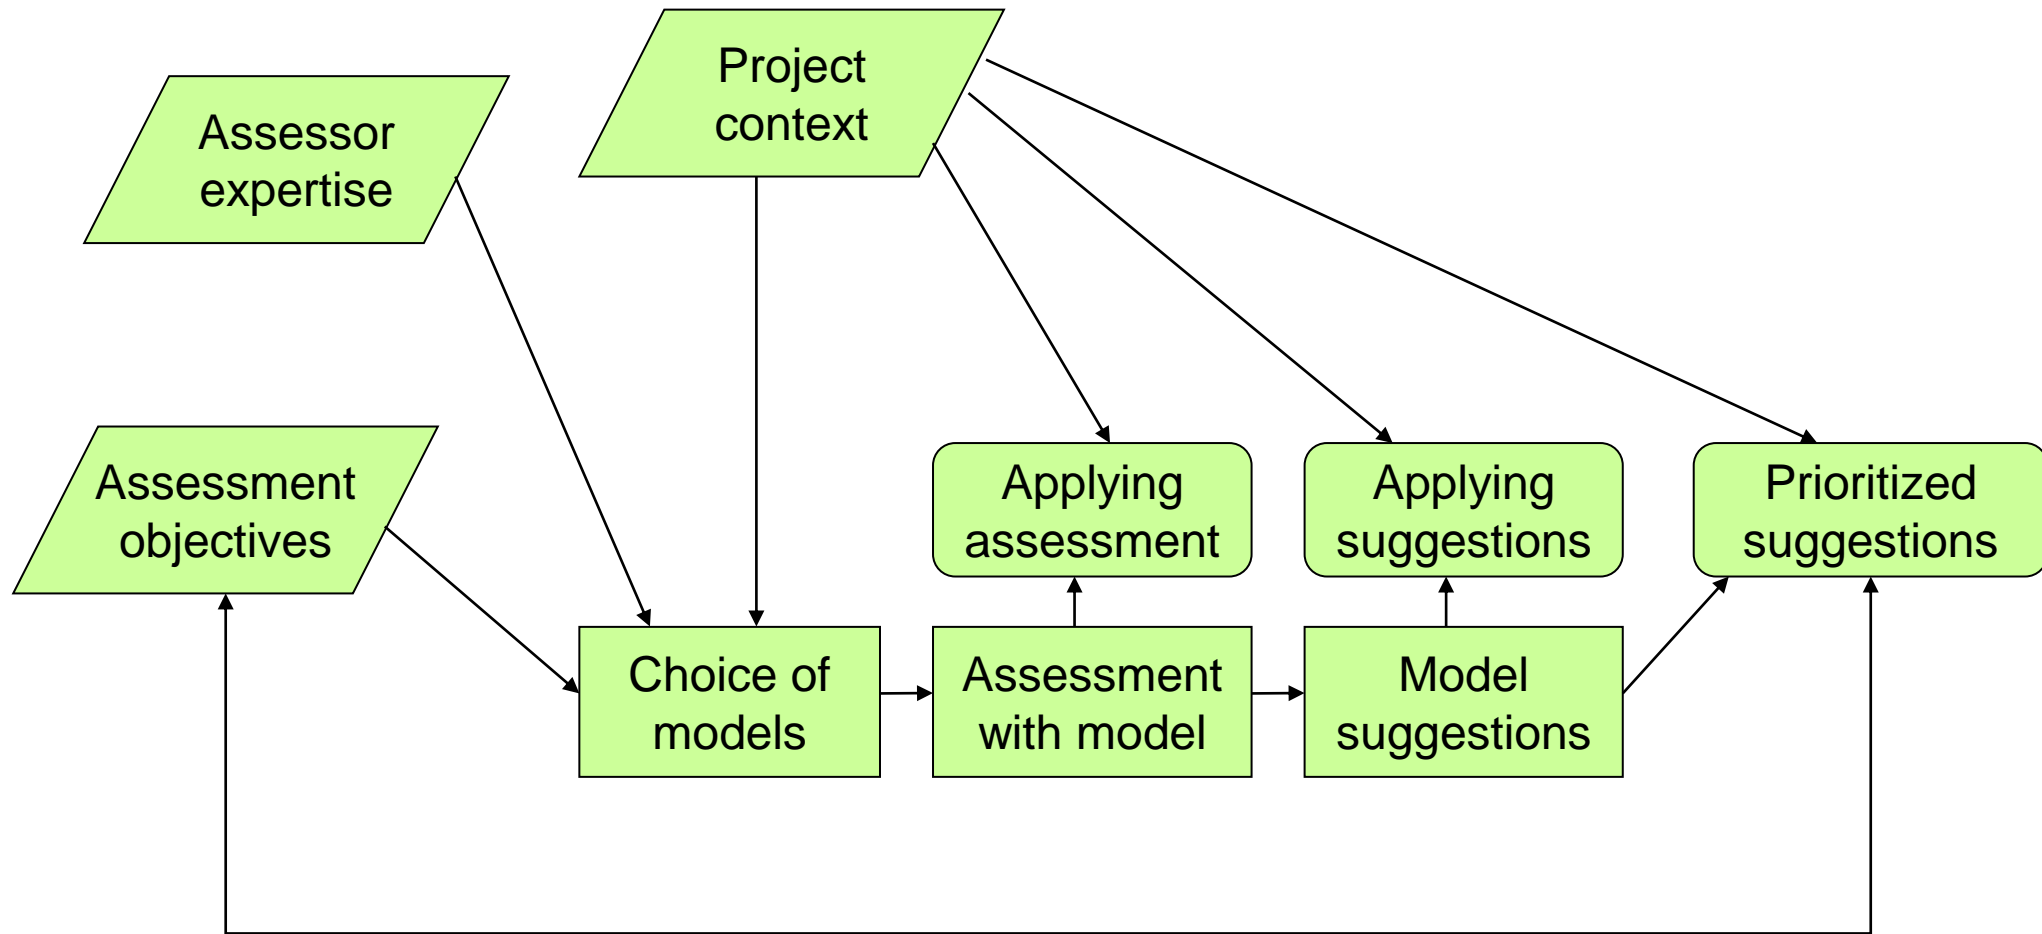 Project
context
Assessor
expertise
Assessment
objectives
Applying
assessment
Applying
suggestions
Prioritized
suggestions
Choice of
models
Assessment
with model
Model
suggestions